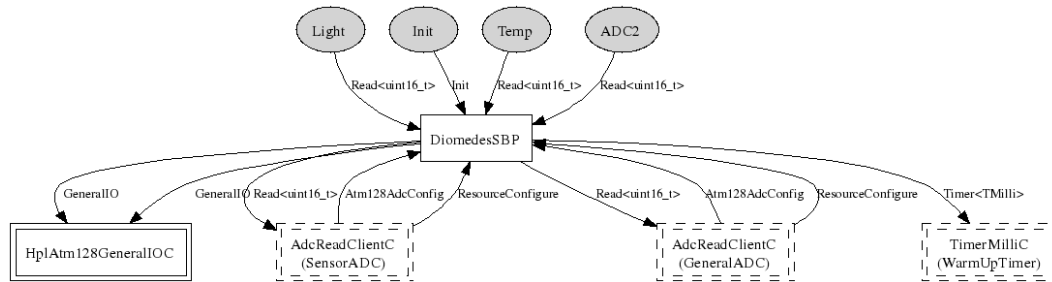 Light
Init
Temp
ADC2
Read<uint16_t>
Init
Read<uint16_t>
Read<uint16_t>
DiomedesSBP
GeneralIO
GeneralIO
Read<uint16_t>
Atm128AdcConfig
ResourceConfigure
Read<uint16_t>
Atm128AdcConfig
ResourceConfigure
Timer<TMilli>
HplAtm128GeneralIOC
AdcReadClientC
(SensorADC)
AdcReadClientC
(GeneralADC)
TimerMilliC
(WarmUpTimer)